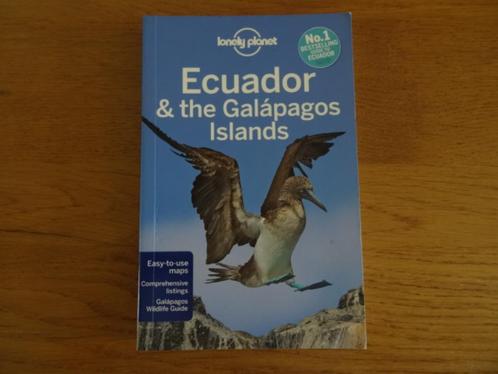 lonely planet
No.1
BESTSELLING
GUIDE TO
ECUADOR
Ecuador
& the Galápagos
Islands
Easy-to-use
maps
Comprehensive
listings
Galápagos
Wildlife Guide